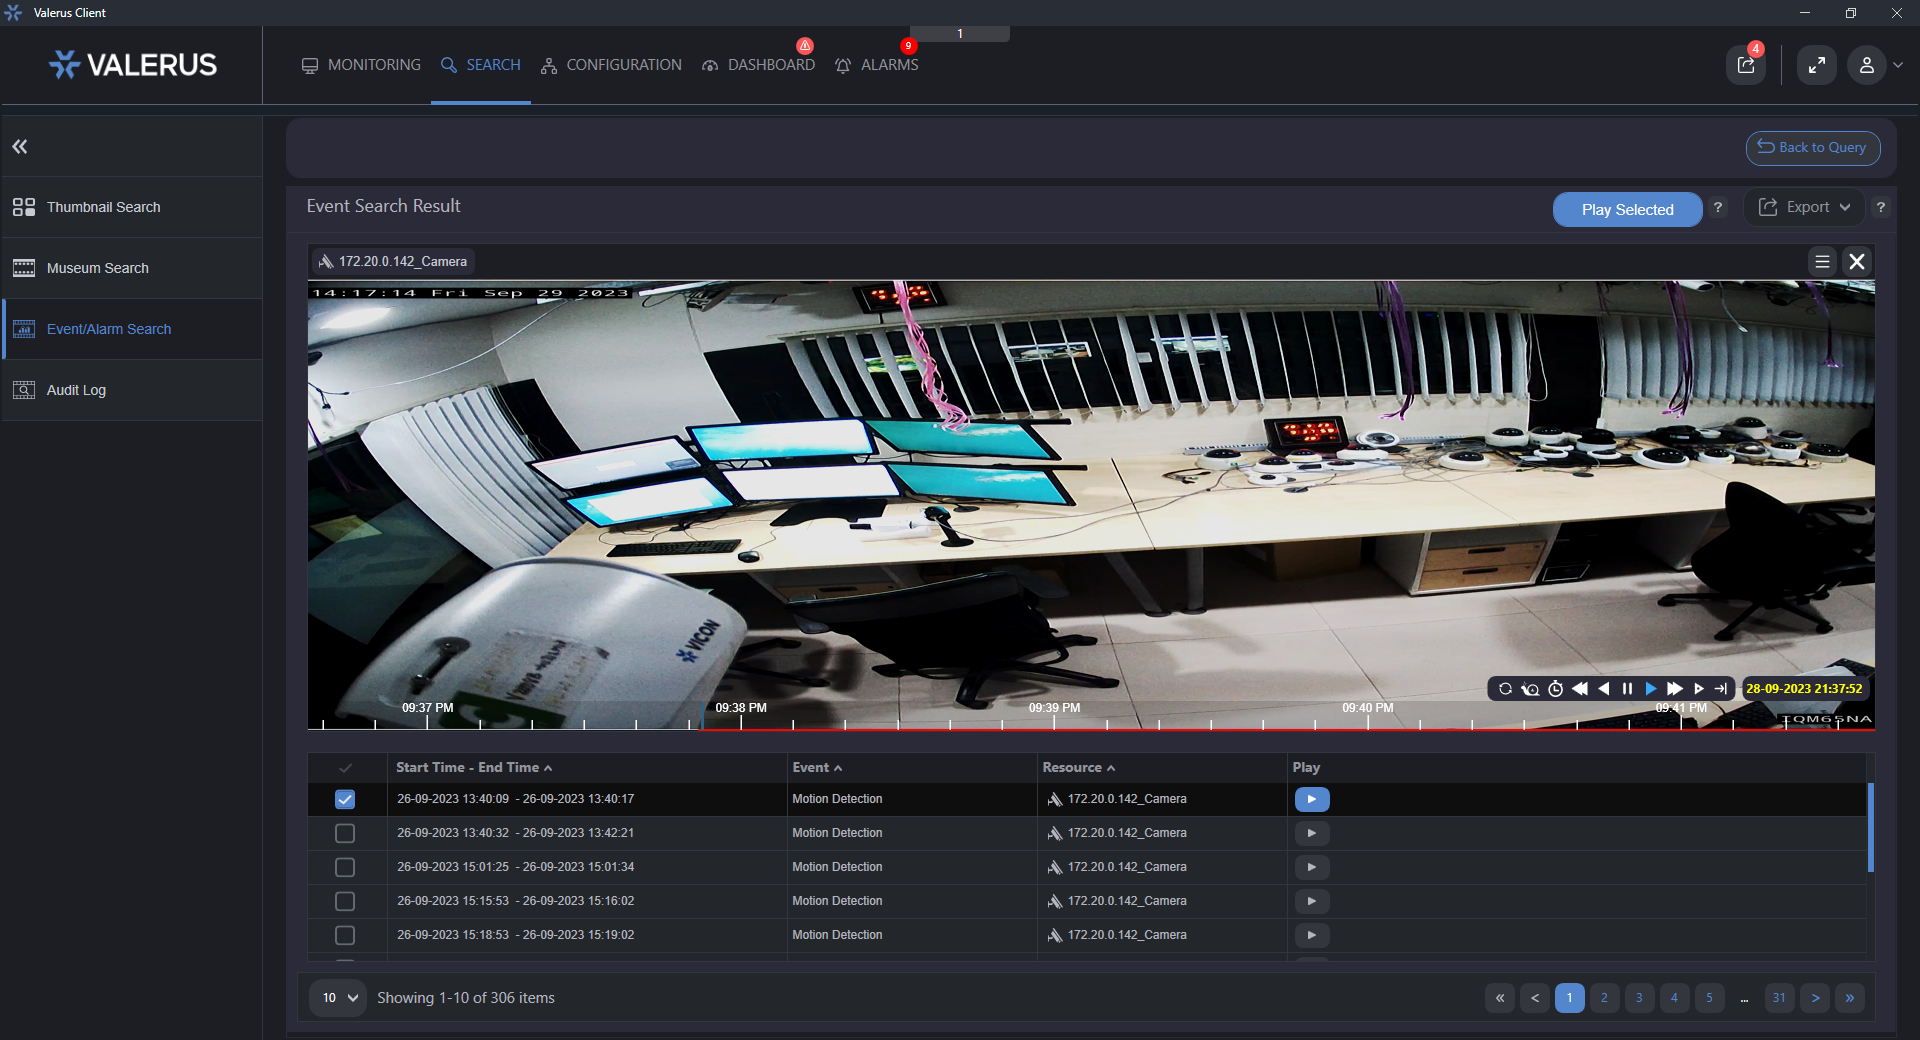 Valerus Client
1
VALERUS
MONITORING
SEARCH
CONFIGURATION
DASHBOARD
9
ALARMS
4
Back to Query
Thumbnail Search
Museum Search
Event/Alarm Search
Audit Log
Event Search Result
Play Selected
?
Export
?
172.20.0.142_Camera
14:17:14 Fri Sep 29 2023
VICON
28-09-2023 21:37:52
09:37 PM 09:38 PM 09:39 PM 09:40 PM 09:41 PM
IQM65NA
Start Time - End Time Event Resource Play
26-09-2023 13:40:09 - 26-09-2023 13:40:17 Motion Detection 172.20.0.142_Camera
26-09-2023 13:40:32 - 26-09-2023 13:42:21 Motion Detection 172.20.0.142_Camera
26-09-2023 15:01:25 - 26-09-2023 15:01:34 Motion Detection 172.20.0.142_Camera
26-09-2023 15:15:53 - 26-09-2023 15:16:02 Motion Detection 172.20.0.142_Camera
26-09-2023 15:18:53 - 26-09-2023 15:19:02 Motion Detection 172.20.0.142_Camera
10 Showing 1-10 of 306 items
« < 1 2 3 4 5 ... 31 > »